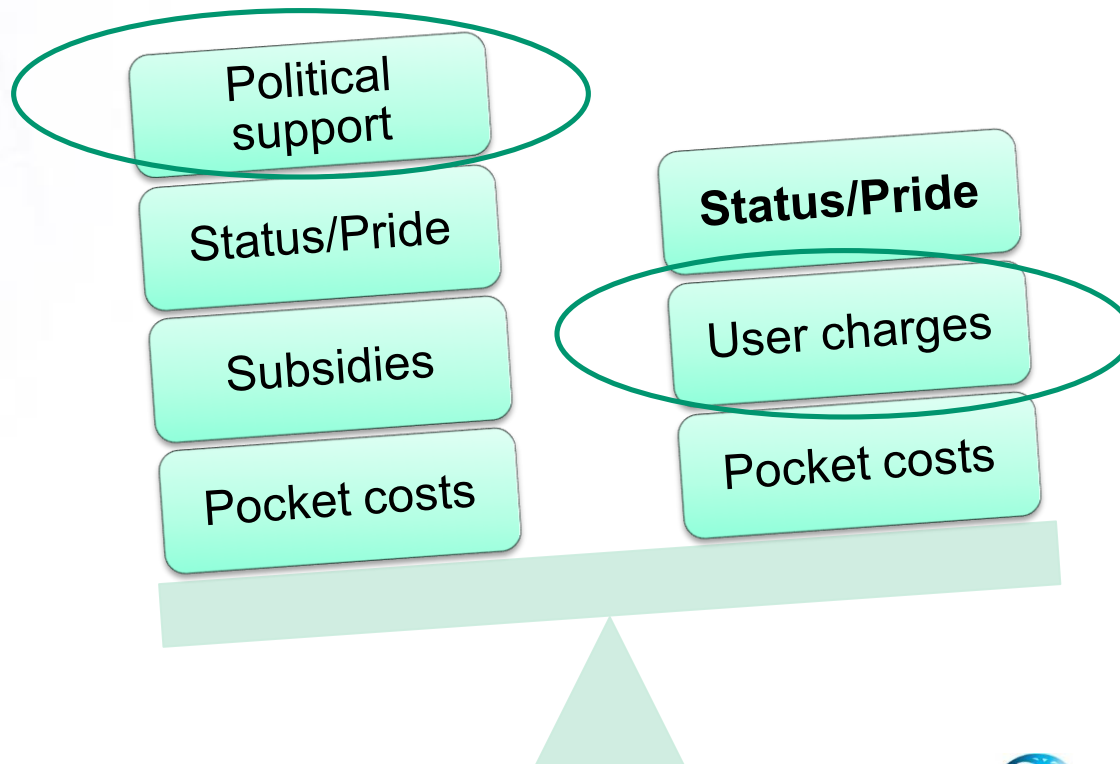 Political
support
Status/Pride
Subsidies
Pocket costs
Status/Pride
User charges
Pocket costs